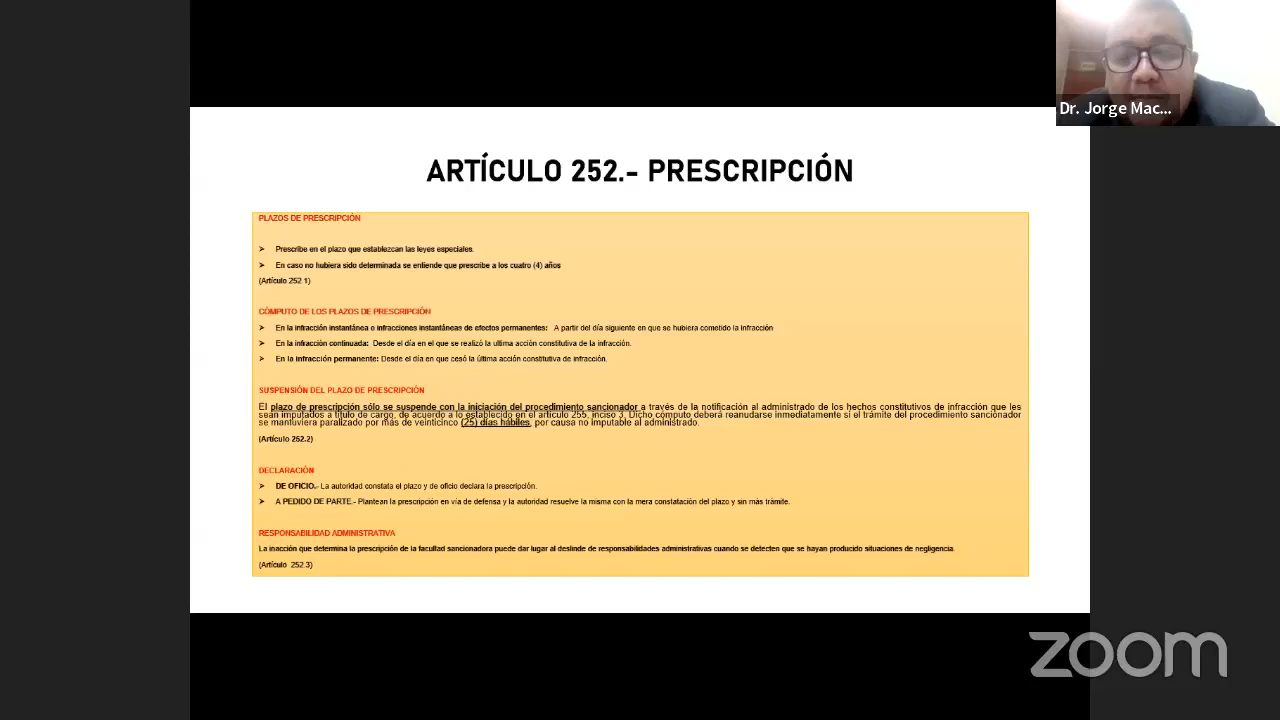 Dr. Jorge Mac...
ARTÍCULO 252.- PRESCRIPCIÓN
PLAZOS DE PRESCRIPCIÓN
➤ Prescribe en el plazo que establezcan las leyes especiales.
➤ En caso no hubiera sido determinada se entiende que prescribe a los cuatro (4) años
(Artículo 252.1)
CÓMPUTO DE LOS PLAZOS DE PRESCRIPCIÓN
➤ En la infracción instantánea o infracciones instantáneas de efectos permanentes: A partir del día siguiente en que se hubiera cometido la infracción
➤ En la infracción continuada: Desde el día en el que se realizó la ultima acción constitutiva de la infracción.
➤ En la infracción permanente: Desde el día en que cesó la última acción constitutiva de infracción.
SUSPENSIÓN DEL PLAZO DE PRESCRIPCIÓN
El plazo de prescripción sólo se suspende con la iniciación del procedimiento sancionador a través de la notificación al administrado de los hechos constitutivos de infracción que les
sean imputados a título de cargo, de acuerdo a lo establecido en el artículo 255, inciso 3. Dicho cómputo deberá reanudarse inmediatamente si el trámite del procedimiento sancionador
se mantuviera paralizado por más de veinticinco (25) días hábiles, por causa no imputable al administrado.
(Artículo 252.2)
DECLARACIÓN
➤ DE OFICIO.- La autoridad constata el plazo y de oficio declara la prescripción.
➤ A PEDIDO DE PARTE.- Plantean la prescripción en vía de defensa y la autoridad resuelve la misma con la mera constatación del plazo y sin más trámite.
RESPONSABILIDAD ADMINISTRATIVA
La inacción que determina la prescripción de la facultad sancionadora puede dar lugar al deslinde de responsabilidades administrativas cuando se detecten que se hayan producido situaciones de negligencia.
(Artículo 252.3)
zoom